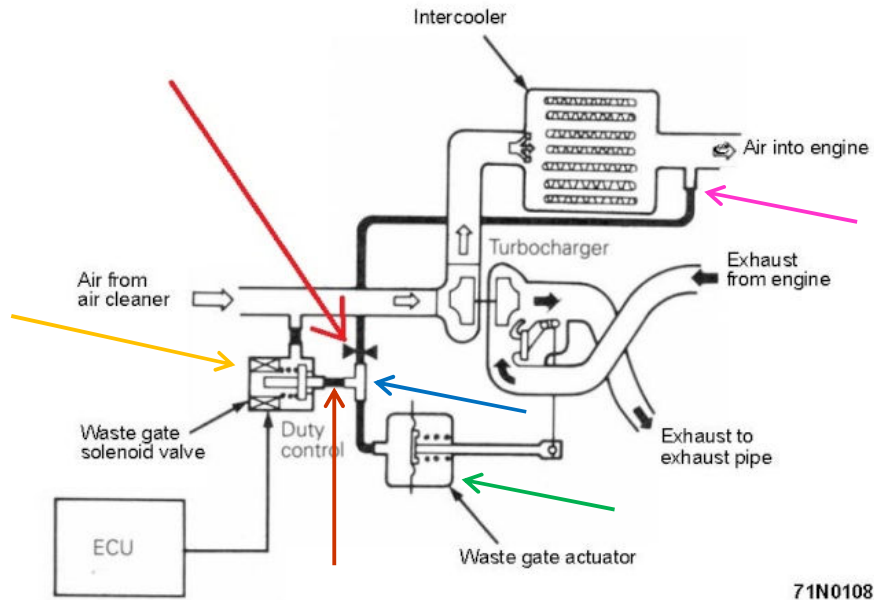 Intercooler
Air into engine
Turbocharger
Exhaust
from engine
Air from
air cleaner
Waste gate
solenoid valve
Duty
control
Exhaust to
exhaust pipe
ECU
Waste gate actuator
71N0108